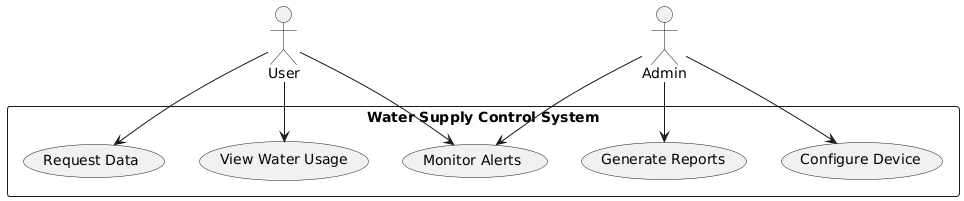 User
Admin
Water Supply Control System
Request Data
View Water Usage
Monitor Alerts
Generate Reports
Configure Device